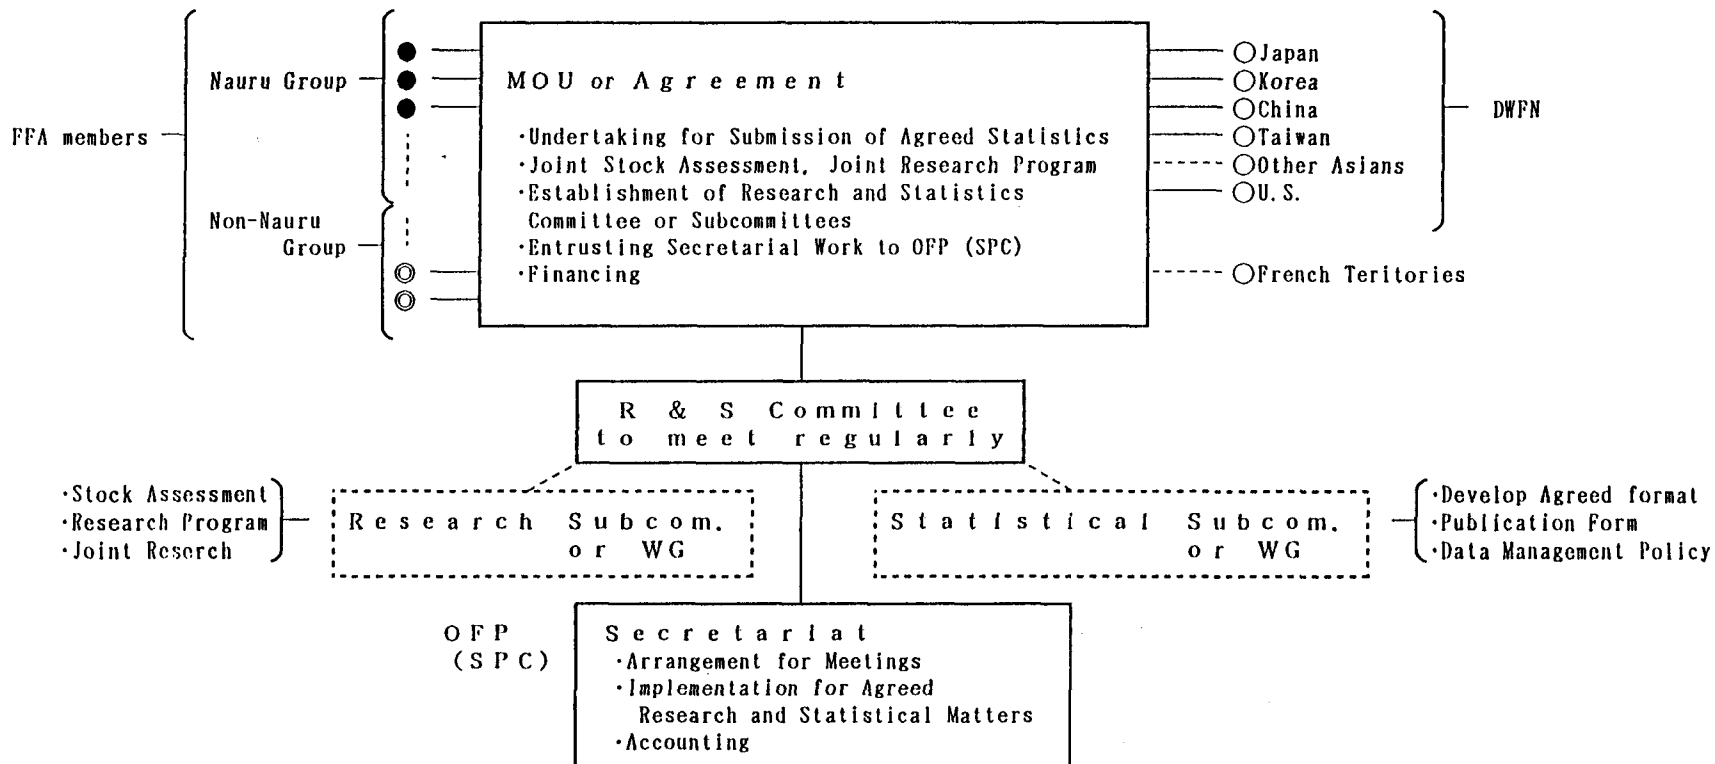 FFA members
Nauru Group
Non-Nauru
Group
MOU or Agreement
・Undertaking for Submission of Agreed Statistics
・Joint Stock Assessment, Joint Research Program
・Establishment of Research and Statistics
Committee or Subcommittees
・Entrusting Secretarial Work to OFP (SPC)
・Financing
Japan
Korea
China
Taiwan
Other Asians
U.S.
DWFN
French Teritories
R & S Committee
to meet regularly
・Stock Assessment
・Research Program
・Joint Reserch
Research Subcom.
or WG
Statistical Subcom.
or WG
・Develop Agreed format
・Publication Form
・Data Management Policy
OFP
(SPC)
Secretariat
・Arrangement for Meetings
・Implementation for Agreed
Research and Statistical Matters
・Accounting